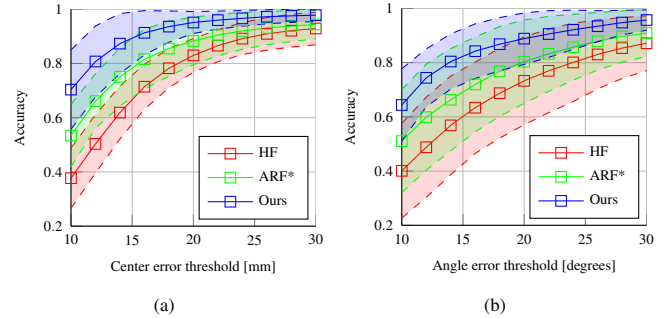 1
0.8
0.6
0.4
0.2
10
15
20
25
30
Accuracy
Center error threshold [mm]
HF
ARF*
Ours
(a)
1
0.8
0.6
0.4
0.2
10
15
20
25
30
Accuracy
Angle error threshold [degrees]
HF
ARF*
Ours
(b)